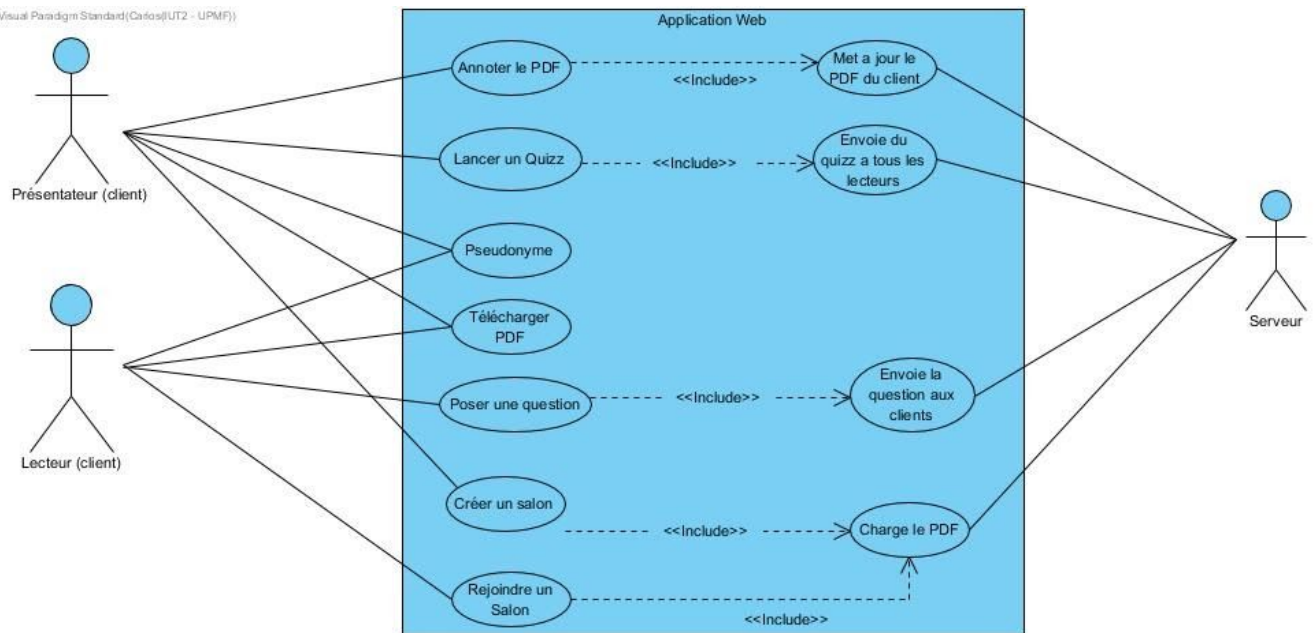 Visual Paradigm Standard(Carlos(IUT2 - UPMF))
Application Web
Annoter le PDF
<<Include>>
Met a jour le
PDF du client
Lancer un Quizz
<<Include>>
Envoie du
quizz a tous les
lecteurs
Présentateur (client)
Pseudonyme
Télécharger
PDF
Serveur
Poser une question
<<Include>>
Envoie la
question aux
clients
Lecteur (client)
Créer un salon
<<Include>>
Charge le PDF
Rejoindre un
Salon
<<Include>>